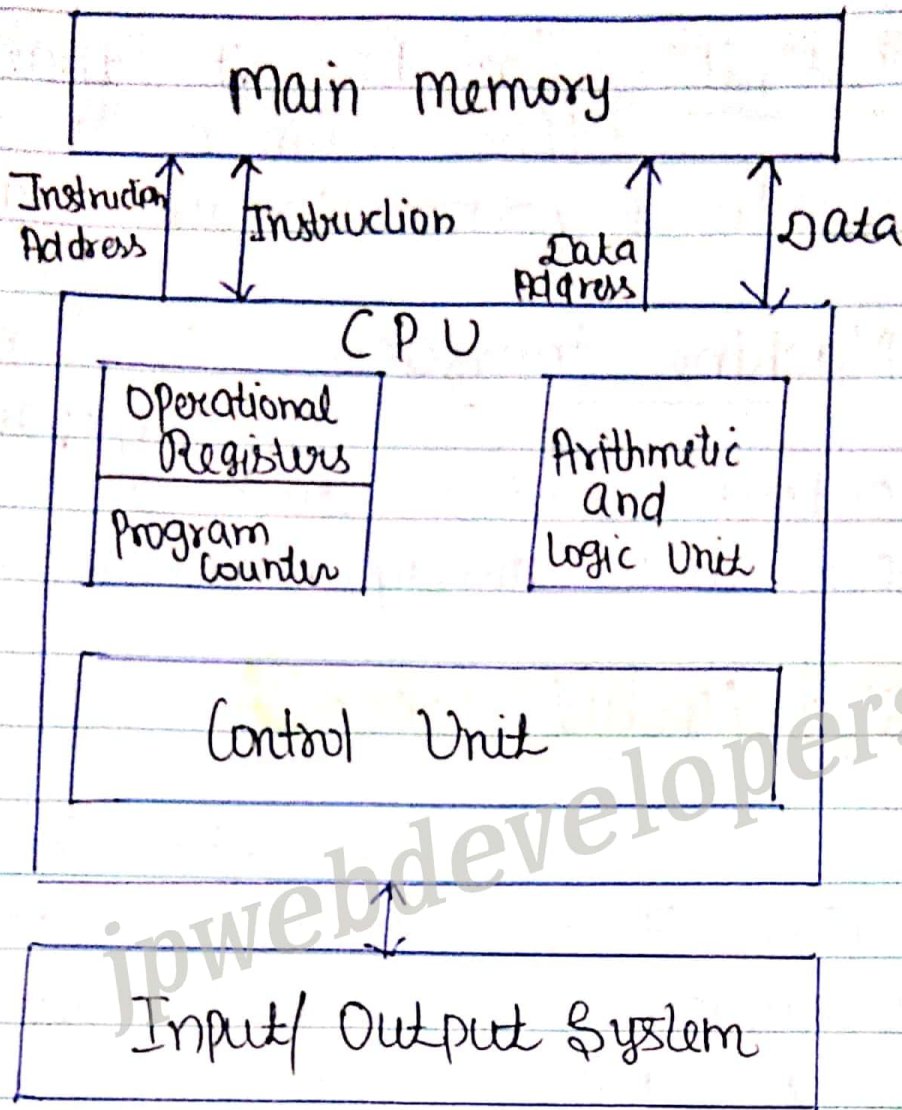 Main Memory
Instruction
Address
Instruction
Data
Address
Data
CPU
Operational
Registers
Program
Counter
Arithmetic
and
Logic Unit
Control Unit
jpwebdevelopers
Input/ Output System